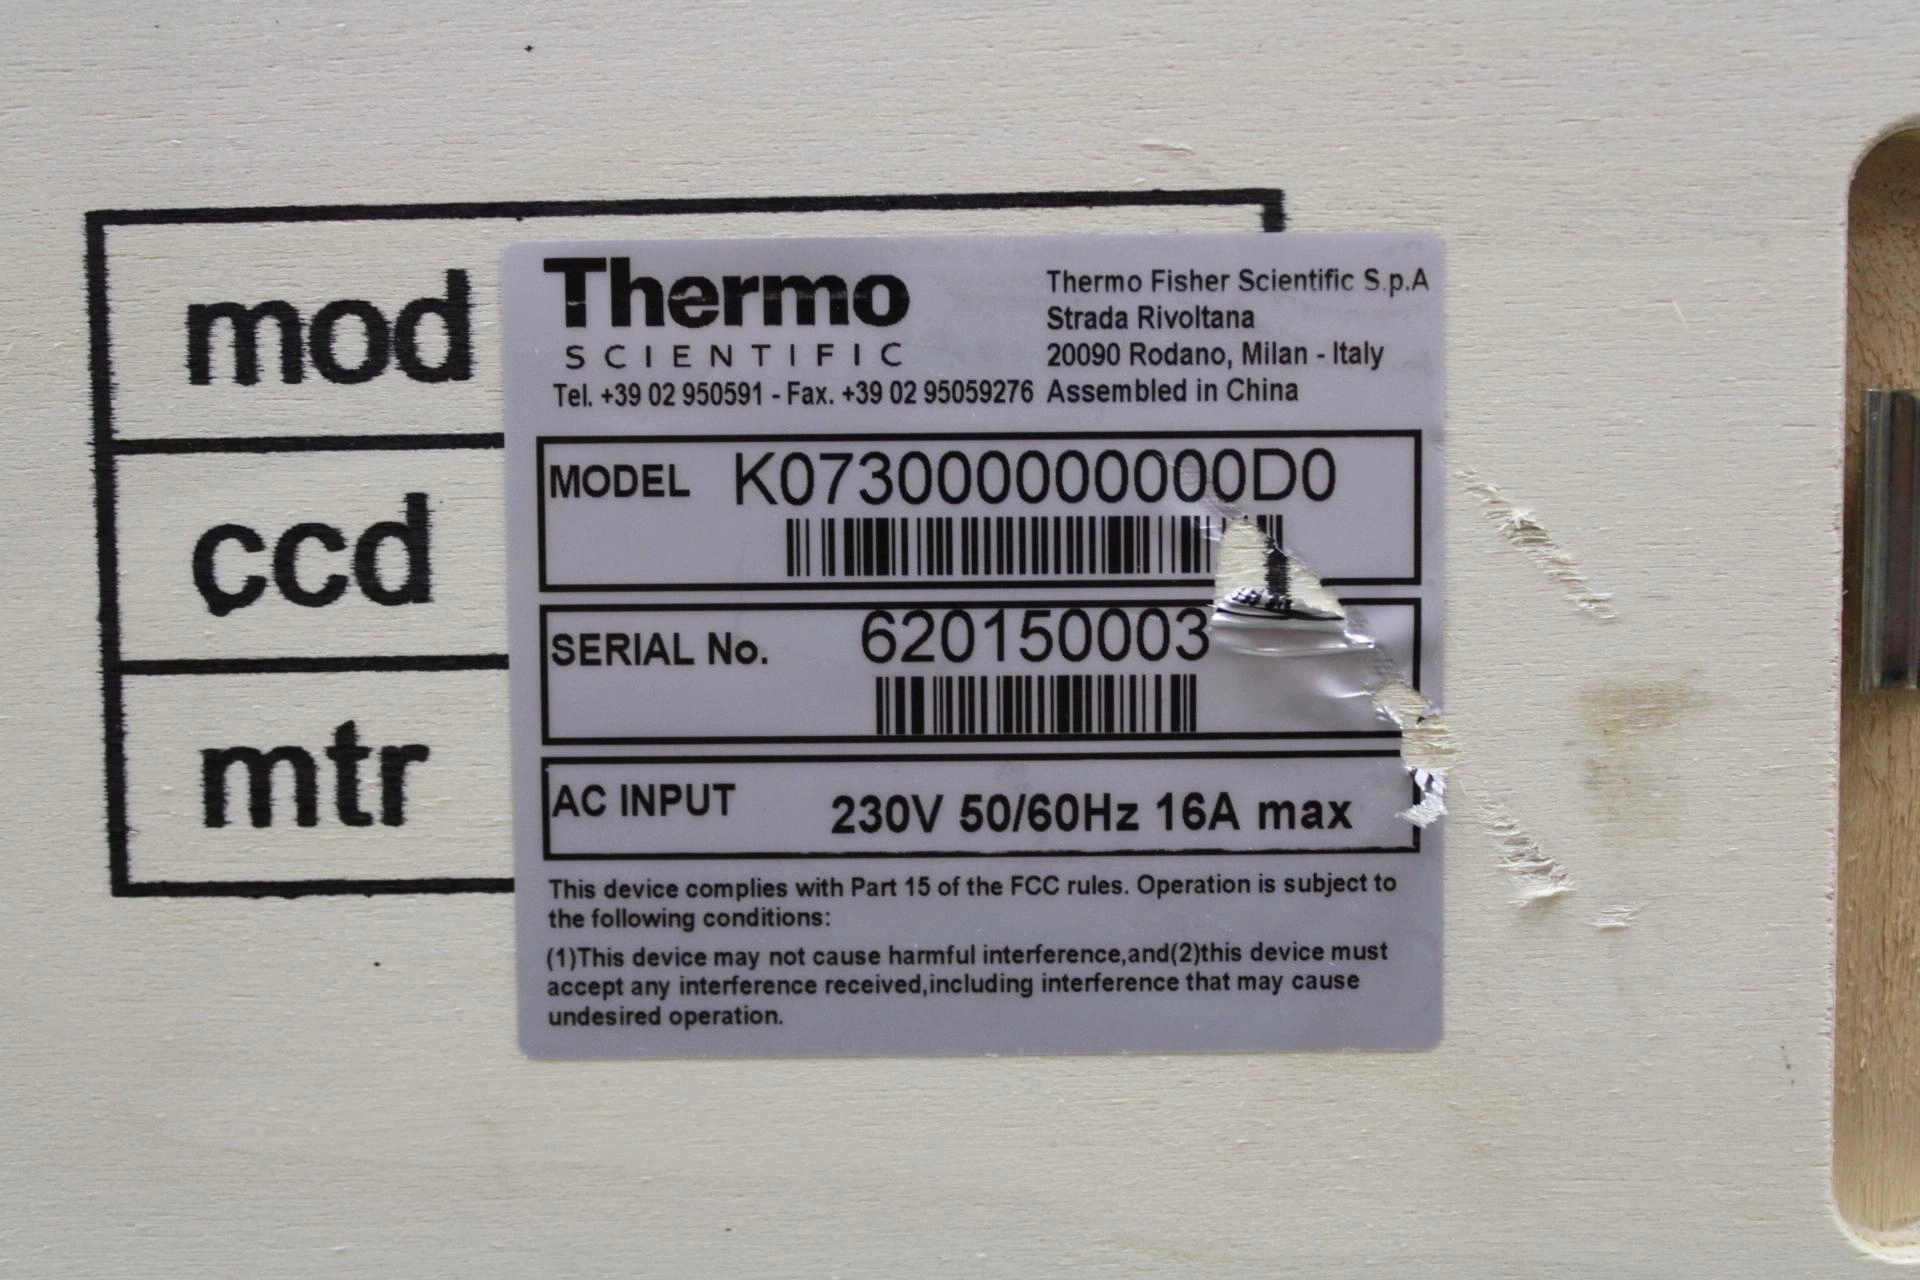 mod
ccd
mtr
Thermo
SCIENTIFIC
Tel. +39 02 950591 - Fax. +39 02 95059276
Thermo Fisher Scientific S.p.A
Strada Rivoltana
20090 Rodano, Milan - Italy
Assembled in China
MODEL K073000000000D0
SERIAL No. 620150003
AC INPUT 230V 50/60Hz 16A max
This device complies with Part 15 of the FCC rules. Operation is subject to
the following conditions:
(1)This device may not cause harmful interference,and(2)this device must
accept any interference received,including interference that may cause
undesired operation.